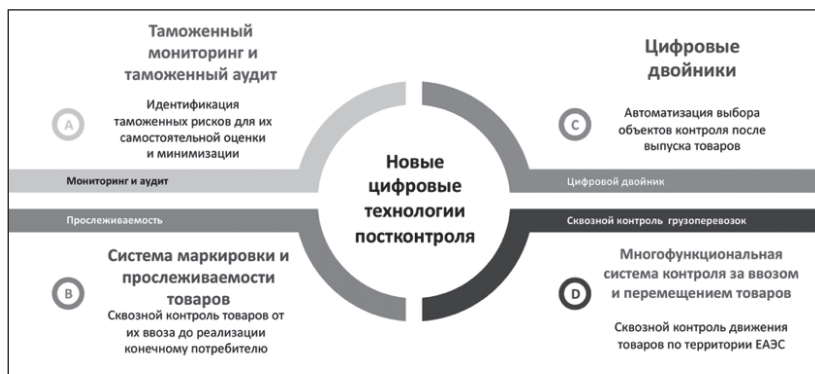 Таможенный
мониторинг и
таможенный аудит
A
Идентификация
таможенных рисков для их
самостоятельной оценки
и минимизации
Мониторинг и аудит
Прослеживаемость
B
Система маркировки и
прослеживаемости
товаров
Сквозной контроль товаров от
их ввоза до реализации
конечному потребителю
Новые
цифровые
технологии
постконтроля
Цифровые
двойники
C
Автоматизация выбора
объектов контроля после
выпуска товаров
Цифровой двойник
Сквозной контроль грузоперевозок
D
Многофункциональная
система контроля за ввозом
и перемещением товаров
Сквозной контроль движения
товаров по территории ЕАЭС